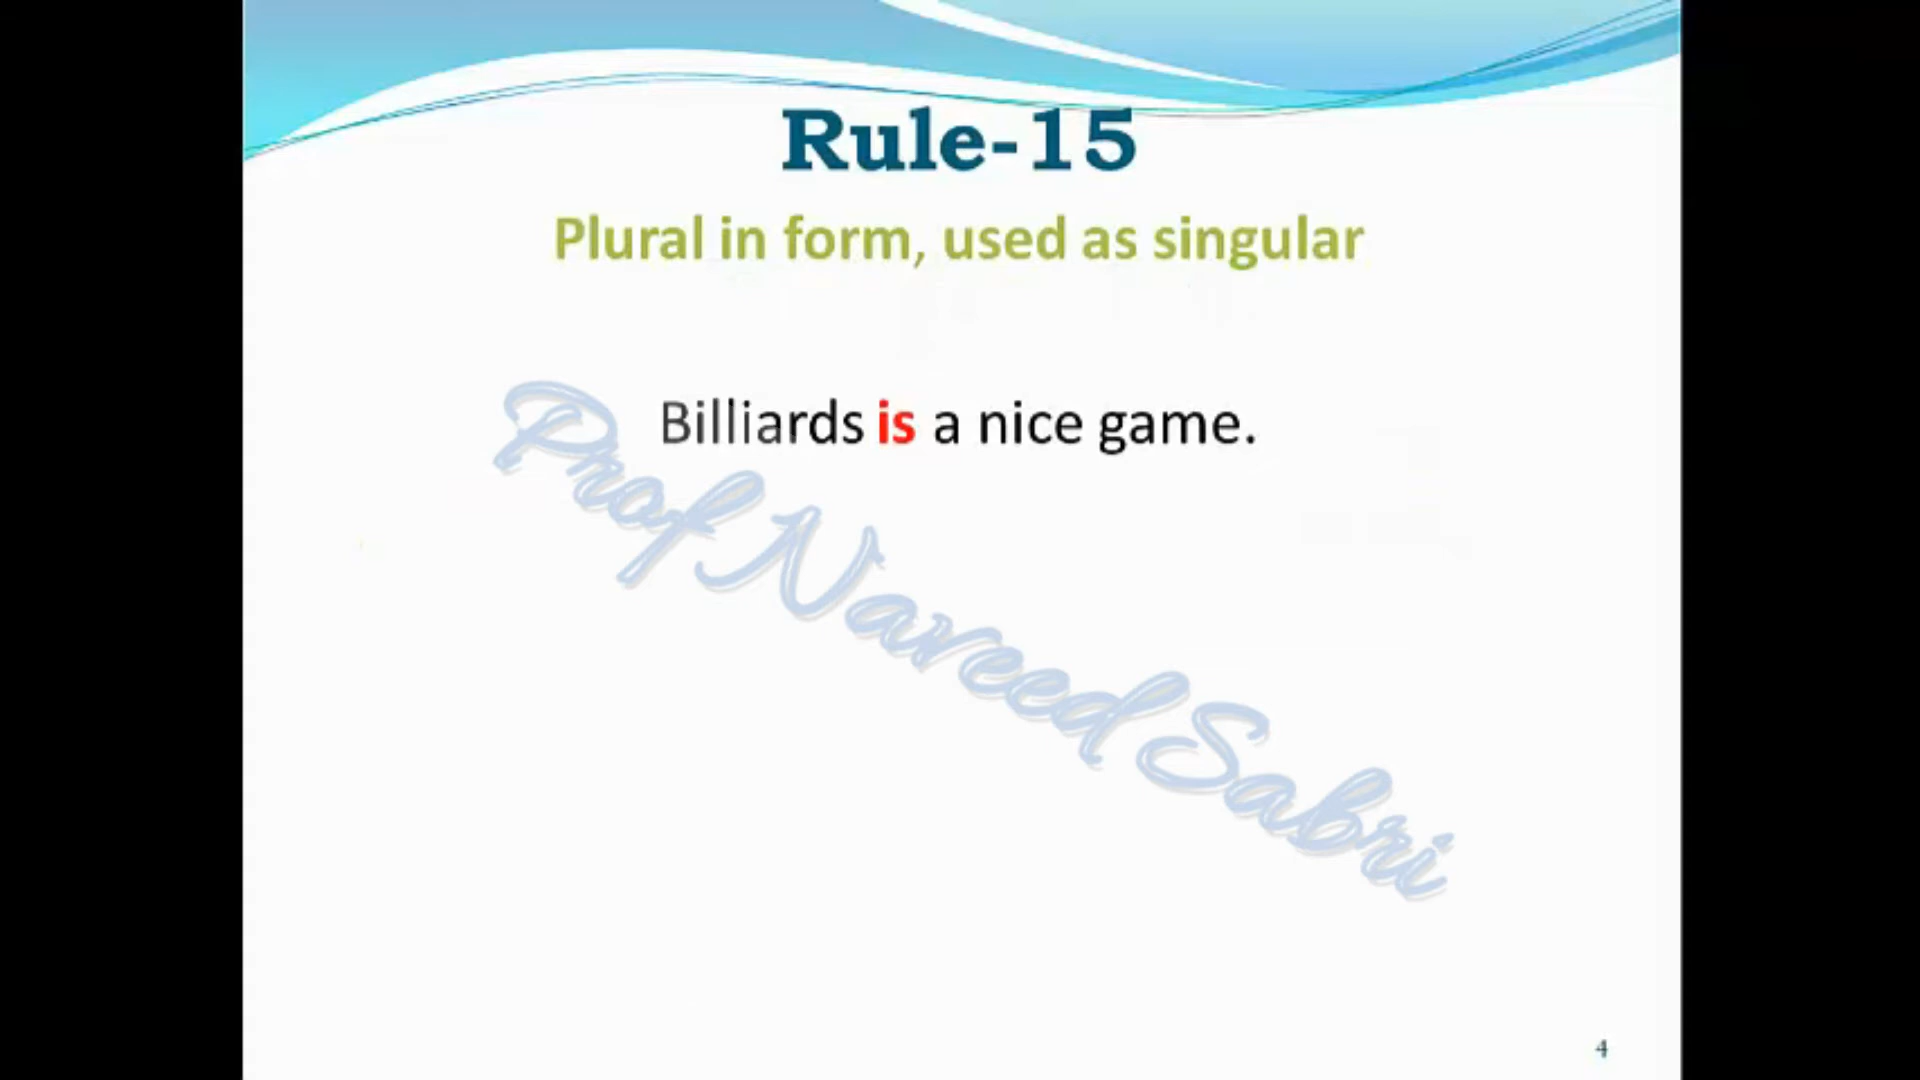 Rule-15
Plural in form, used as singular
Billiards is a nice game.
Prof Naveed Sabri
4